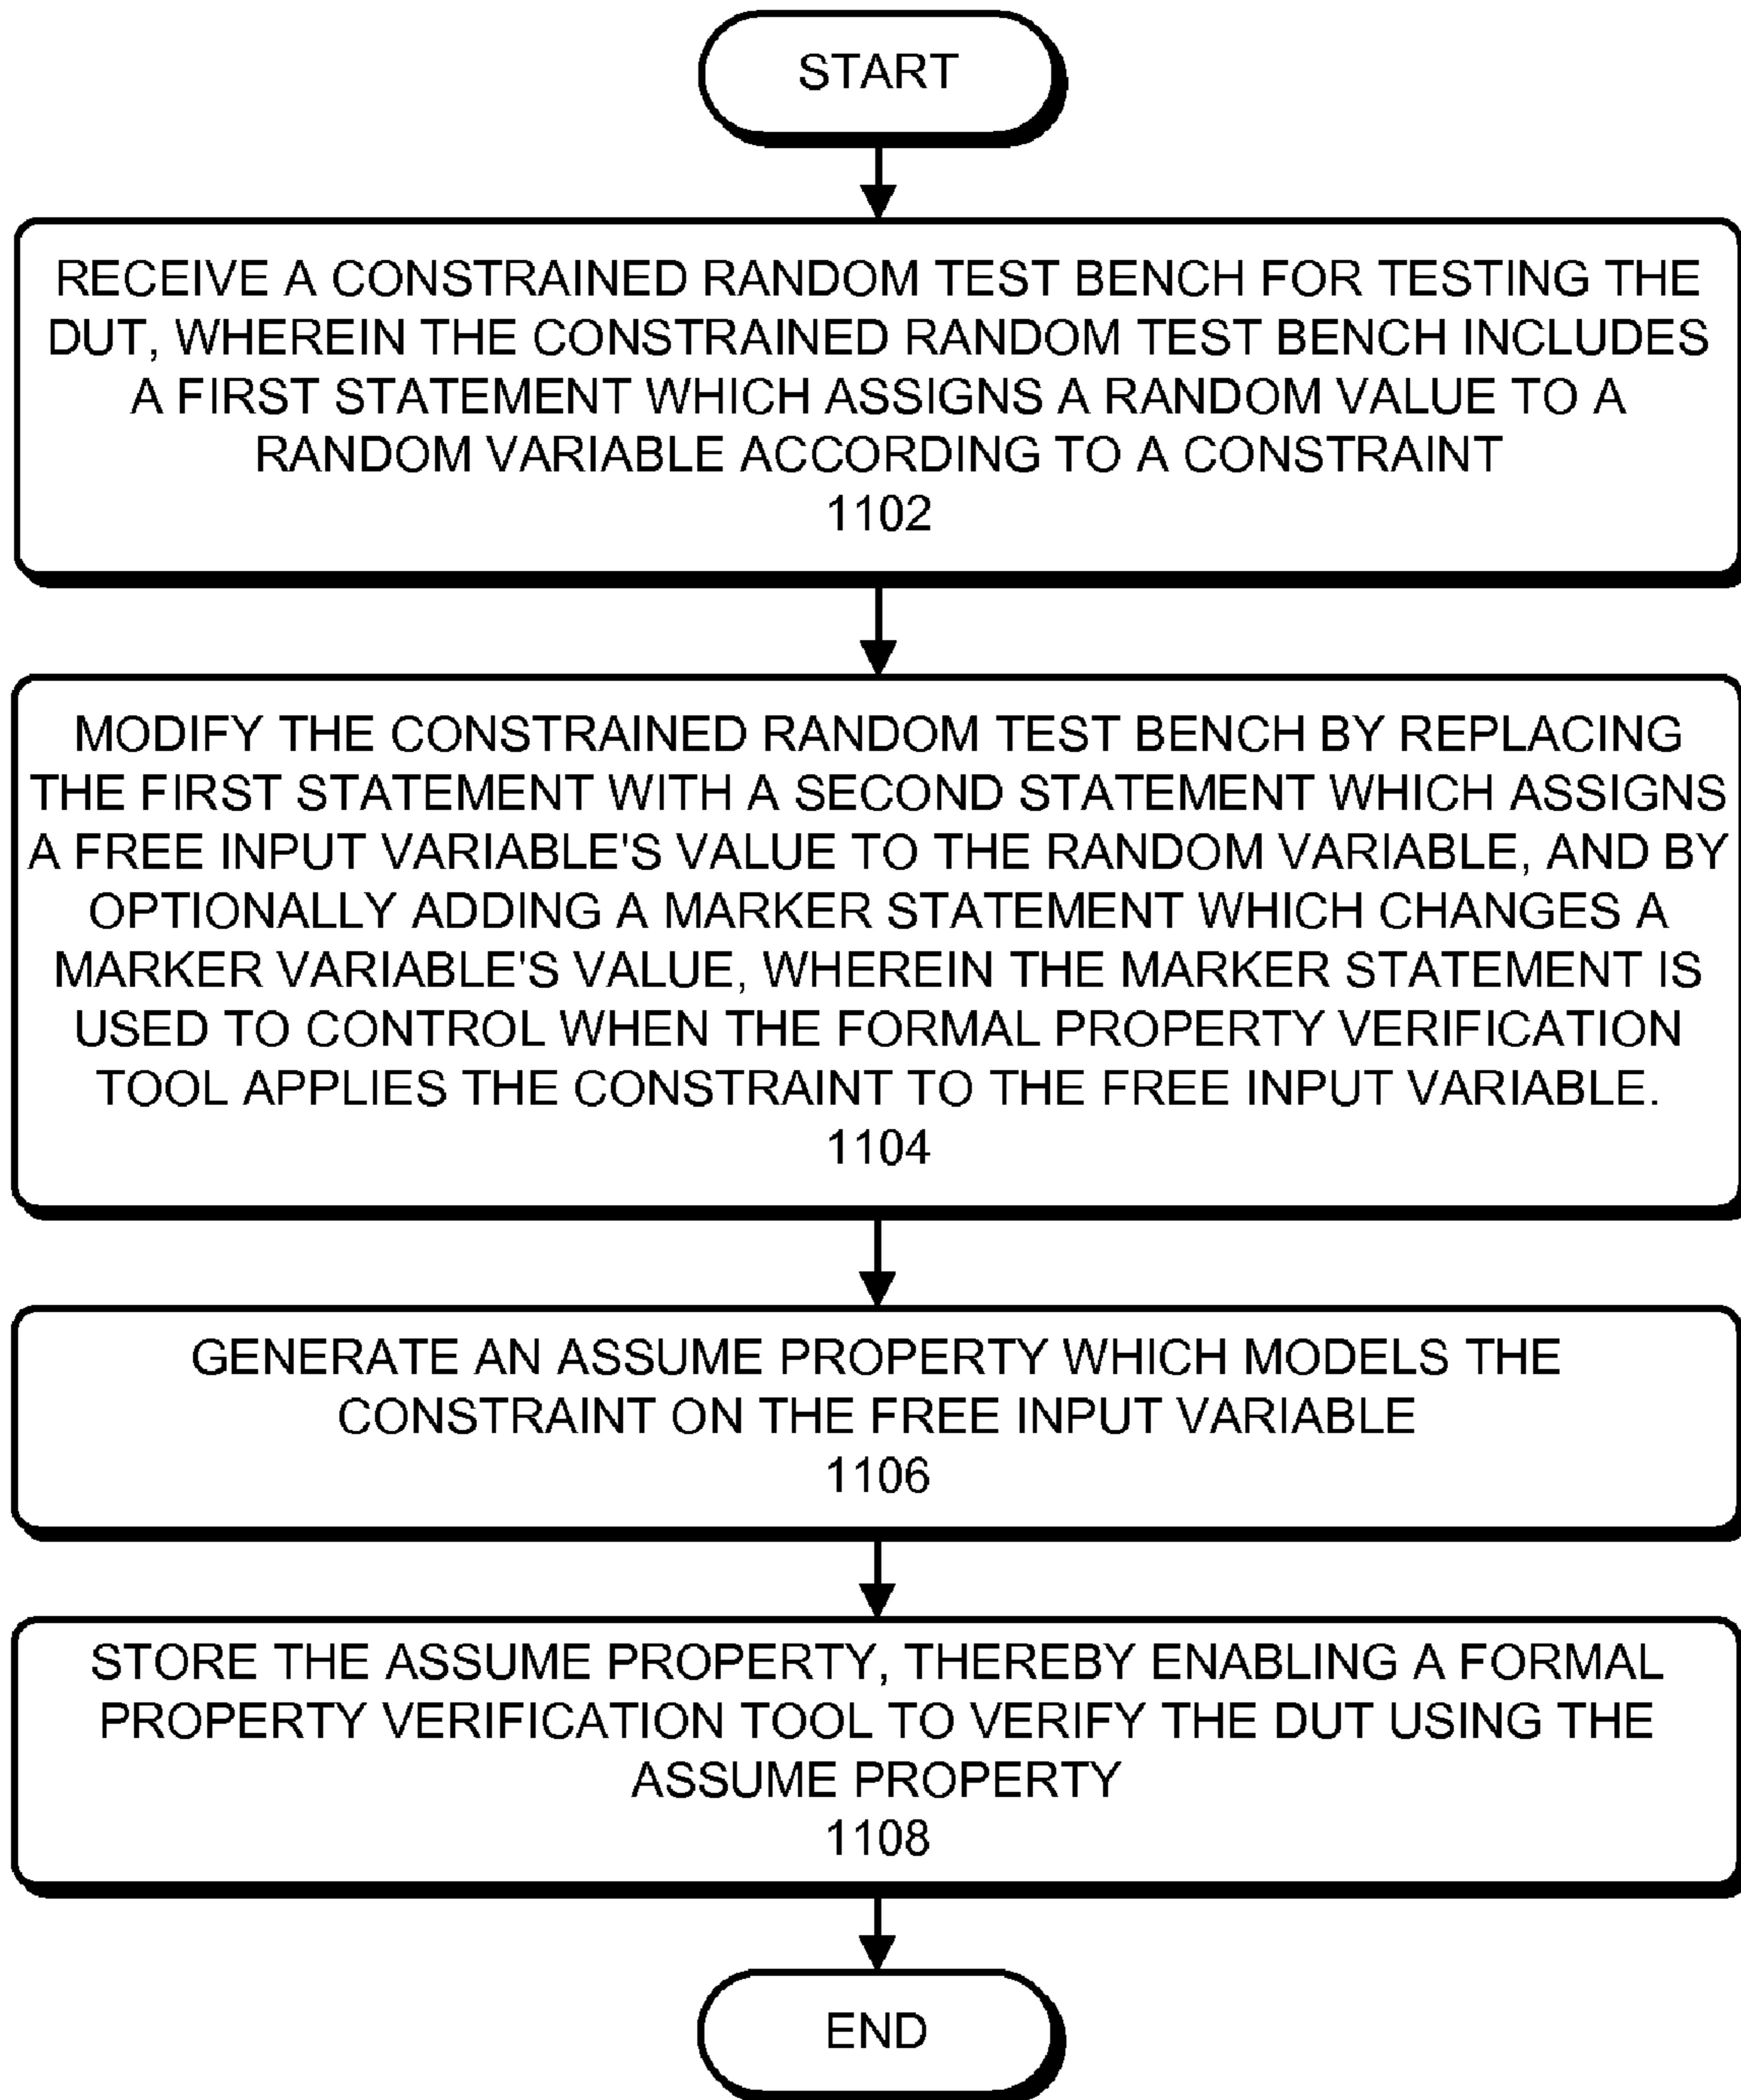 START
RECEIVE A CONSTRAINED RANDOM TEST BENCH FOR TESTING THE
DUT, WHEREIN THE CONSTRAINED RANDOM TEST BENCH INCLUDES
A FIRST STATEMENT WHICH ASSIGNS A RANDOM VALUE TO A
RANDOM VARIABLE ACCORDING TO A CONSTRAINT
1102
MODIFY THE CONSTRAINED RANDOM TEST BENCH BY REPLACING
THE FIRST STATEMENT WITH A SECOND STATEMENT WHICH ASSIGNS
A FREE INPUT VARIABLE'S VALUE TO THE RANDOM VARIABLE, AND BY
OPTIONALLY ADDING A MARKER STATEMENT WHICH CHANGES A
MARKER VARIABLE'S VALUE, WHEREIN THE MARKER STATEMENT IS
USED TO CONTROL WHEN THE FORMAL PROPERTY VERIFICATION
TOOL APPLIES THE CONSTRAINT TO THE FREE INPUT VARIABLE.
1104
GENERATE AN ASSUME PROPERTY WHICH MODELS THE
CONSTRAINT ON THE FREE INPUT VARIABLE
1106
STORE THE ASSUME PROPERTY, THEREBY ENABLING A FORMAL
PROPERTY VERIFICATION TOOL TO VERIFY THE DUT USING THE
ASSUME PROPERTY
1108
END